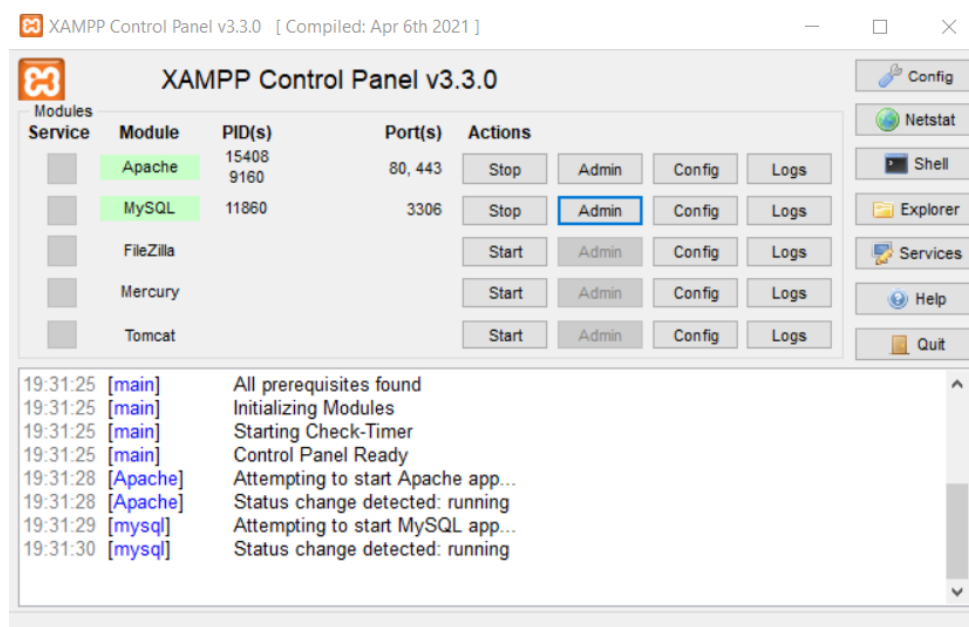 XAMPP Control Panel v3.3.0 [ Compiled: Apr 6th 2021 ]
XAMPP Control Panel v3.3.0
Config
Netstat
Shell
Explorer
Services
Help
Quit
Modules
Service Module PID(s) Port(s) Actions
Apache 15408 9160 80, 443 Stop Admin Config Logs
MySQL 11860 3306 Stop Admin Config Logs
FileZilla Start Admin Config Logs
Mercury Start Admin Config Logs
Tomcat Start Admin Config Logs
19:31:25 [main] All prerequisites found
19:31:25 [main] Initializing Modules
19:31:25 [main] Starting Check-Timer
19:31:25 [main] Control Panel Ready
19:31:28 [Apache] Attempting to start Apache app...
19:31:28 [Apache] Status change detected: running
19:31:29 [mysql] Attempting to start MySQL app...
19:31:30 [mysql] Status change detected: running